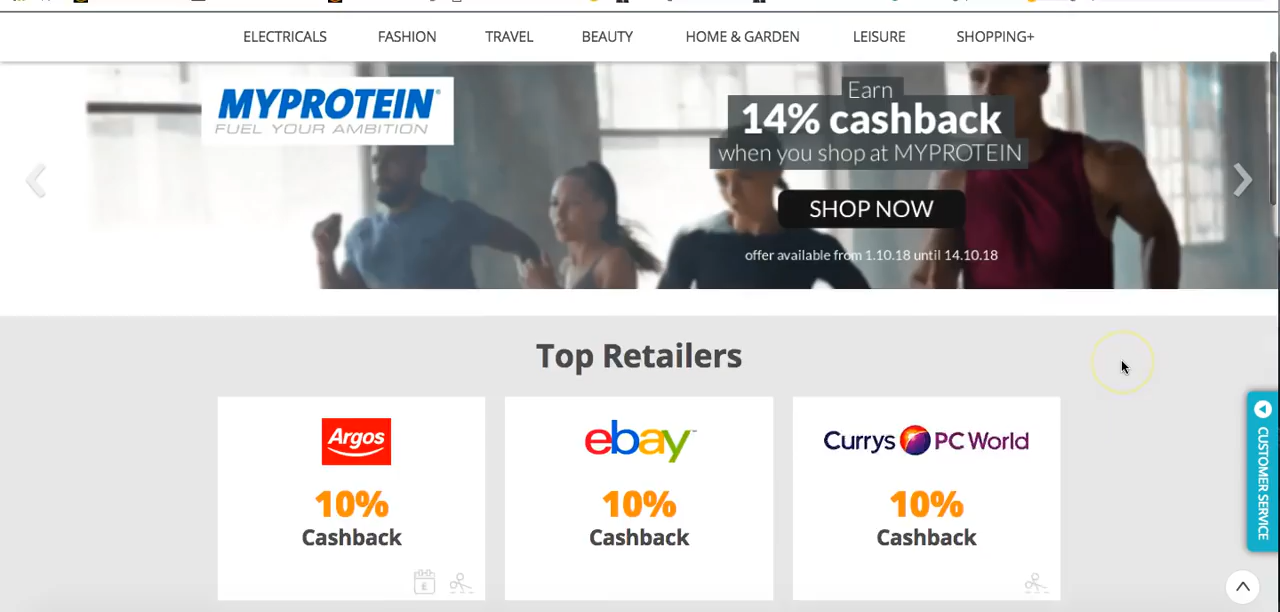 ELECTRICALS FASHION TRAVEL BEAUTY HOME & GARDEN LEISURE SHOPPING+
MYPROTEIN
FUEL YOUR AMBITION
Earn
14% cashback
when you shop at MYPROTEIN
SHOP NOW
offer available from 1.10.18 until 14.10.18
Top Retailers
Argos
10%
Cashback
ebay™
10%
Cashback
Currys PC World
10%
Cashback
£
CUSTOMER SERVICE